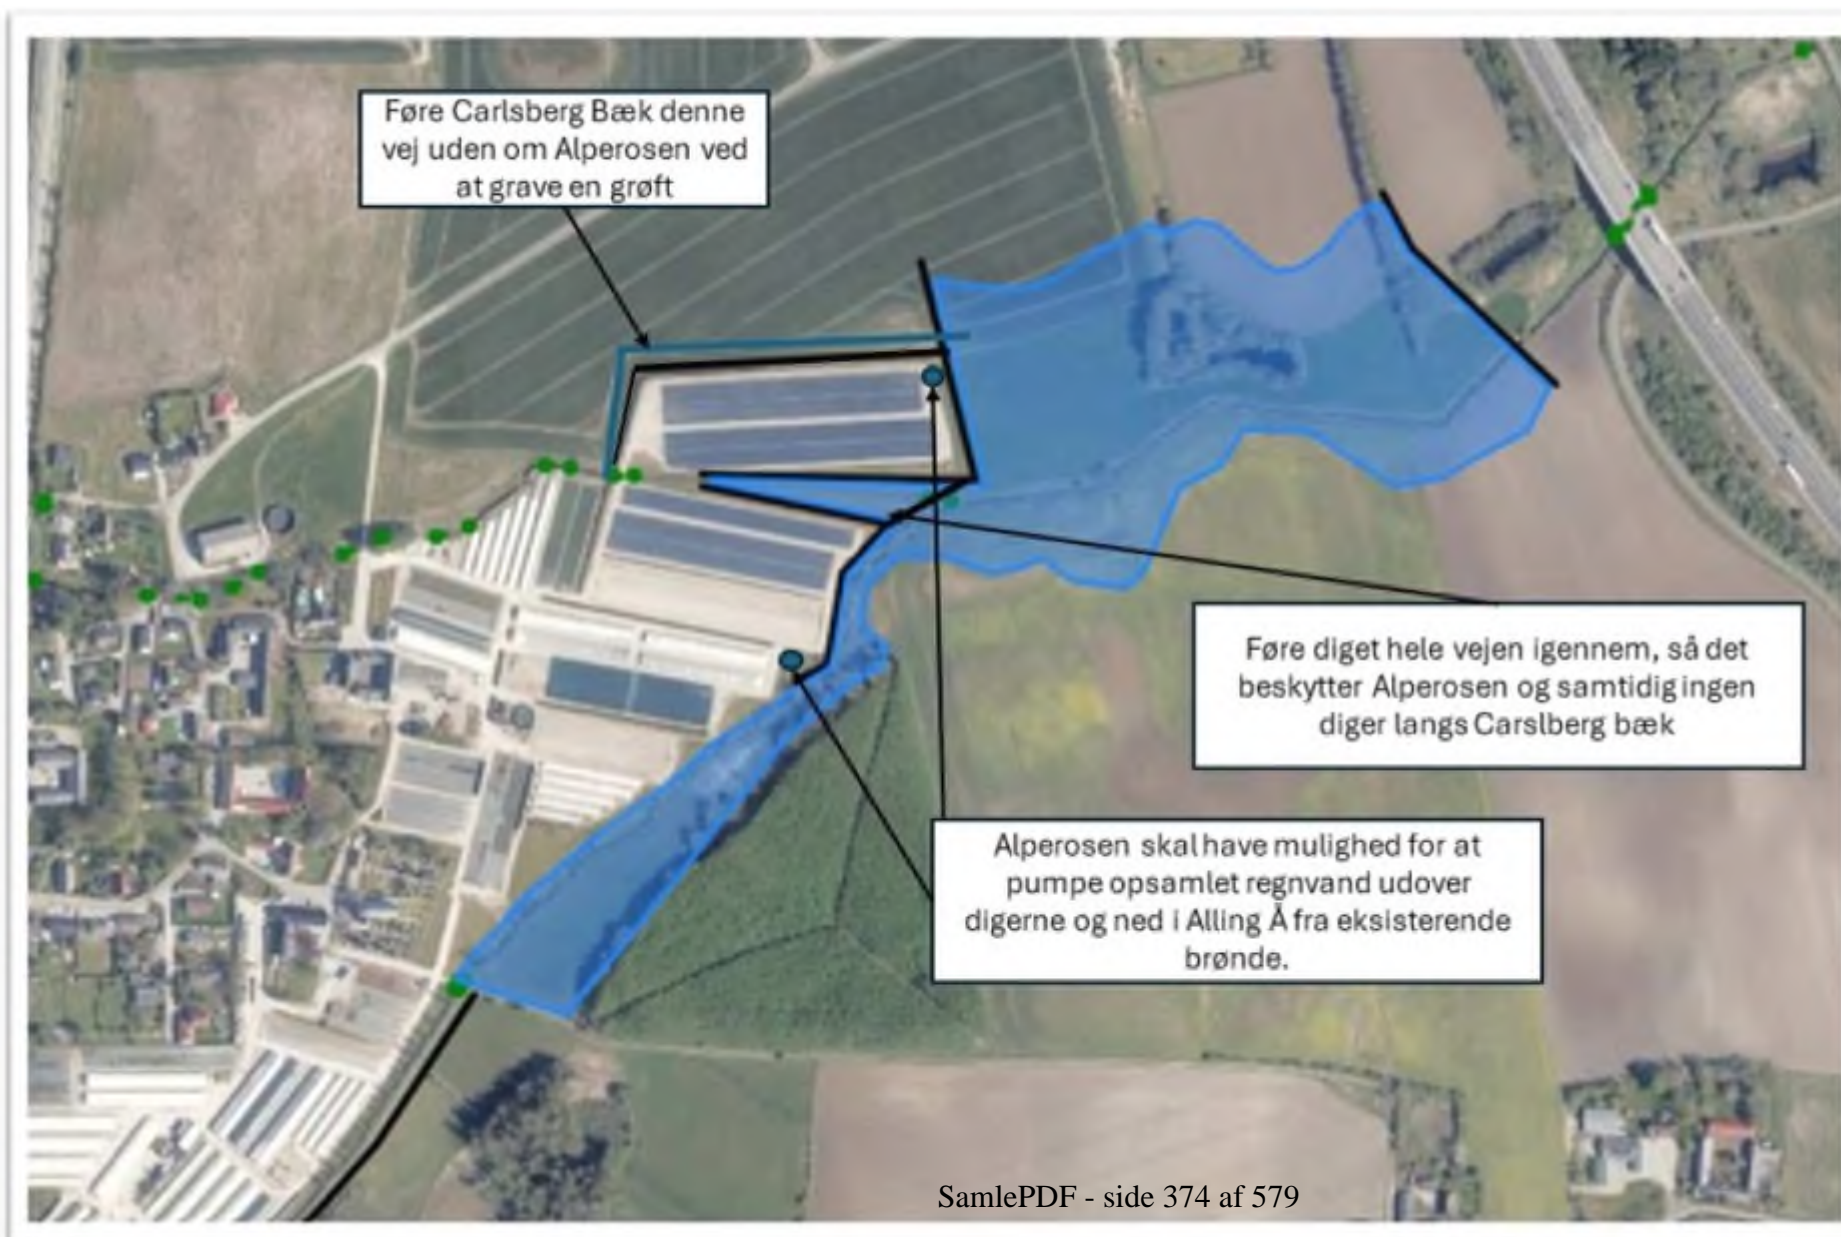 Føre Carlsberg Bæk denne
vej uden om Alperosen ved
at grave en grøft
Føre diget hele vejen igennem, så det
beskytter Alperosen og samtidig ingen
diger langs Carslberg bæk
Alperosen skal have mulighed for at
pumpe opsamlet regnvand udover
digerne og ned i Alling Å fra eksisterende
brønde.
SamlePDF - side 374 af 579